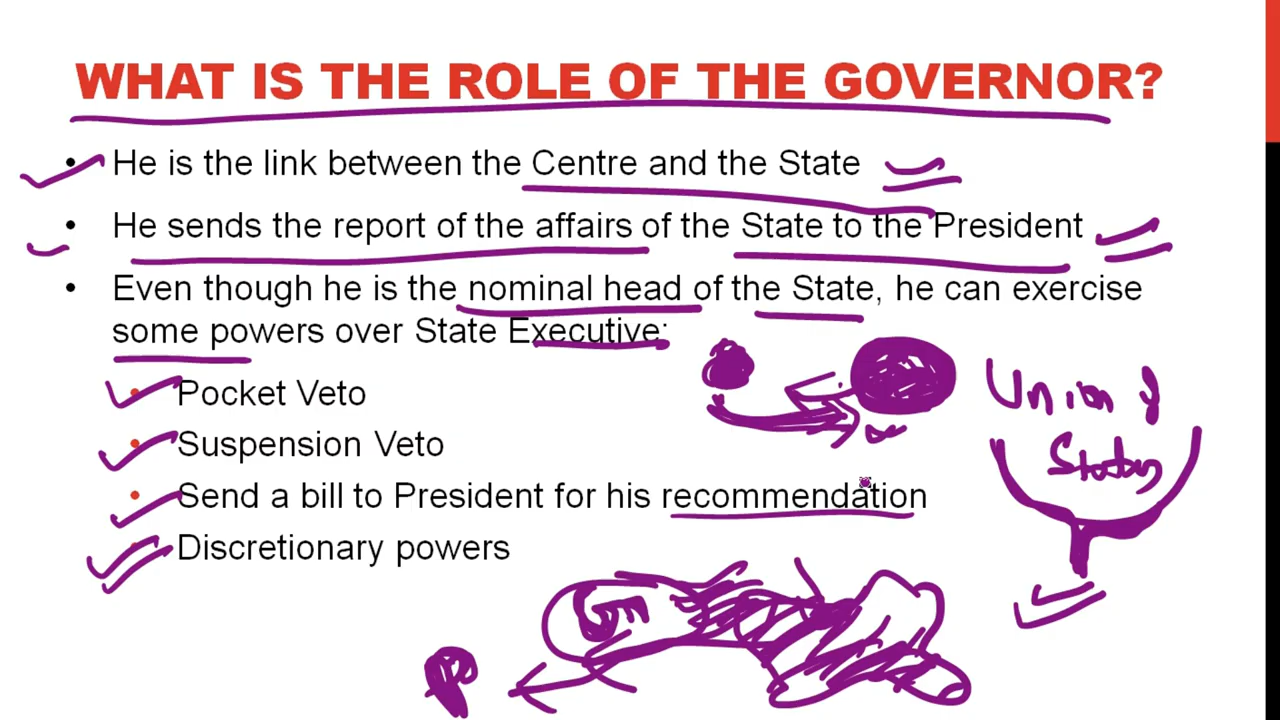 WHAT IS THE ROLE OF THE GOVERNOR?
• He is the link between the Centre and the State
• He sends the report of the affairs of the State to the President
• Even though he is the nominal head of the State, he can exercise
some powers over State Executive:
• Pocket Veto
• Suspension Veto
• Send a bill to President for his recommendation
• Discretionary powers
Union of
States
P